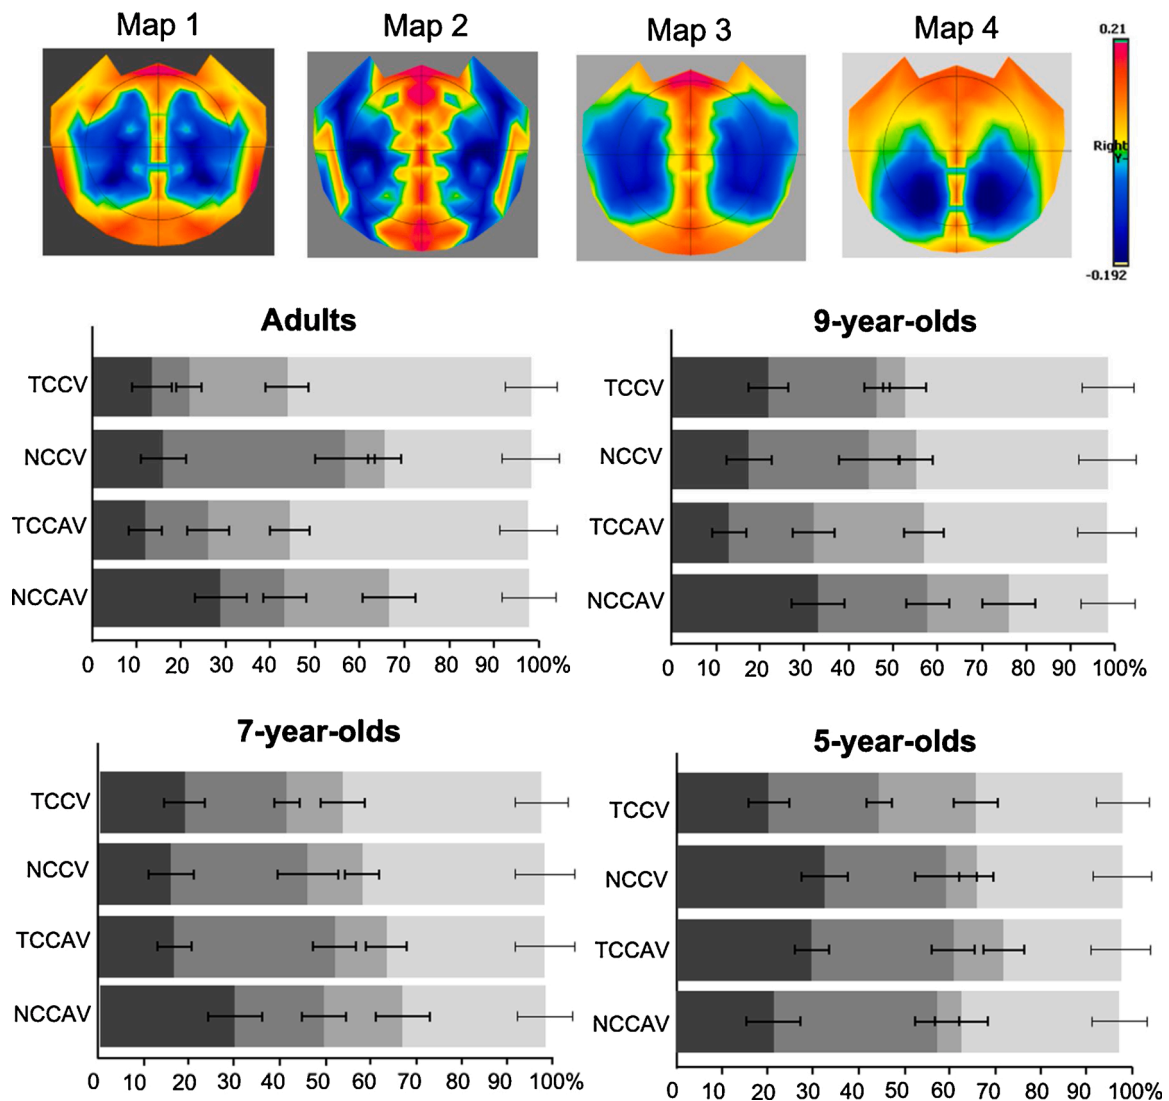 Map 1
Map 2
Map 3
Map 4
0.21
Right
Y-
-0.192
Adults
TCCV
NCCV
TCCAV
NCCAV
0 10 20 30 40 50 60 70 80 90 100%
9-year-olds
TCCV
NCCV
TCCAV
NCCAV
0 10 20 30 40 50 60 70 80 90 100%
7-year-olds
TCCV
NCCV
TCCAV
NCCAV
0 10 20 30 40 50 60 70 80 90 100%
5-year-olds
TCCV
NCCV
TCCAV
NCCAV
0 10 20 30 40 50 60 70 80 90 100%